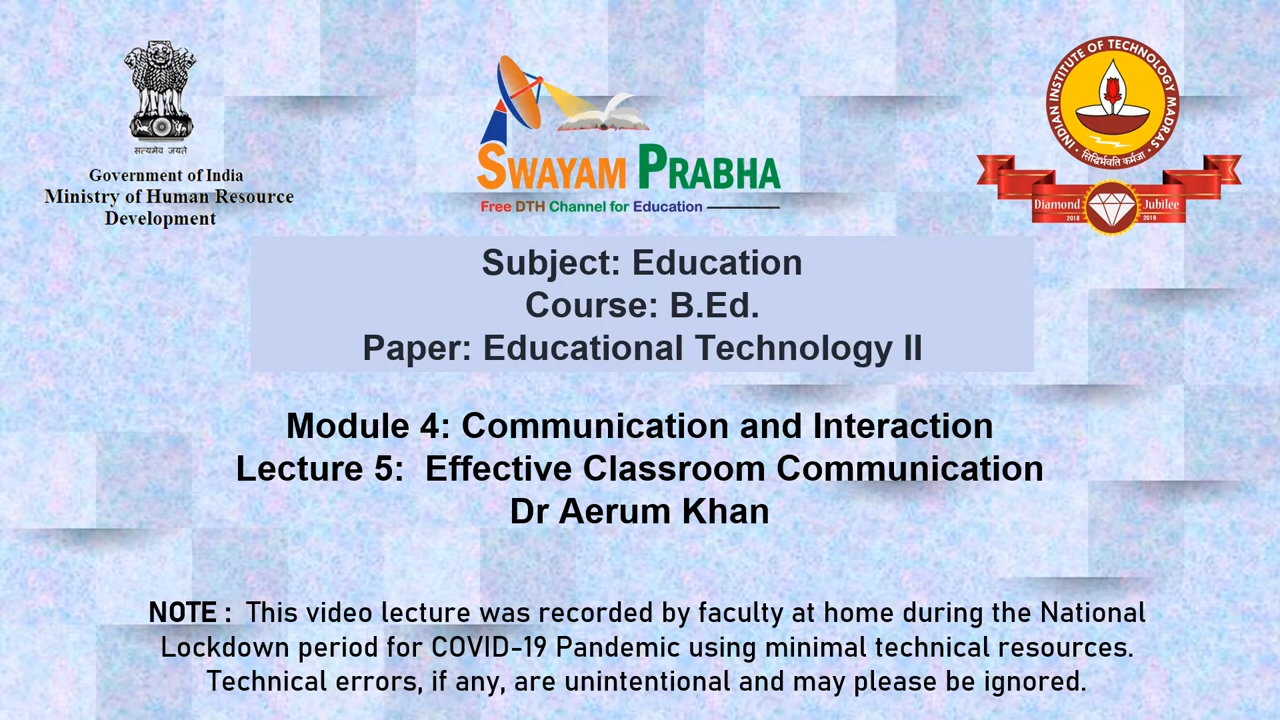 सत्यमेव जयते
Government of India
Ministry of Human Resource
Development
SWAYAM PRABHA
Free DTH Channel for Education
INDIAN INSTITUTE OF TECHNOLOGY MADRAS
सिद्धिर्भवति कर्मजा
Diamond Jubilee
2018 2019
Subject: Education
Course: B.Ed.
Paper: Educational Technology II
Module 4: Communication and Interaction
Lecture 5:  Effective Classroom Communication
Dr Aerum Khan
NOTE :  This video lecture was recorded by faculty at home during the National
Lockdown period for COVID-19 Pandemic using minimal technical resources.
Technical errors, if any, are unintentional and may please be ignored.